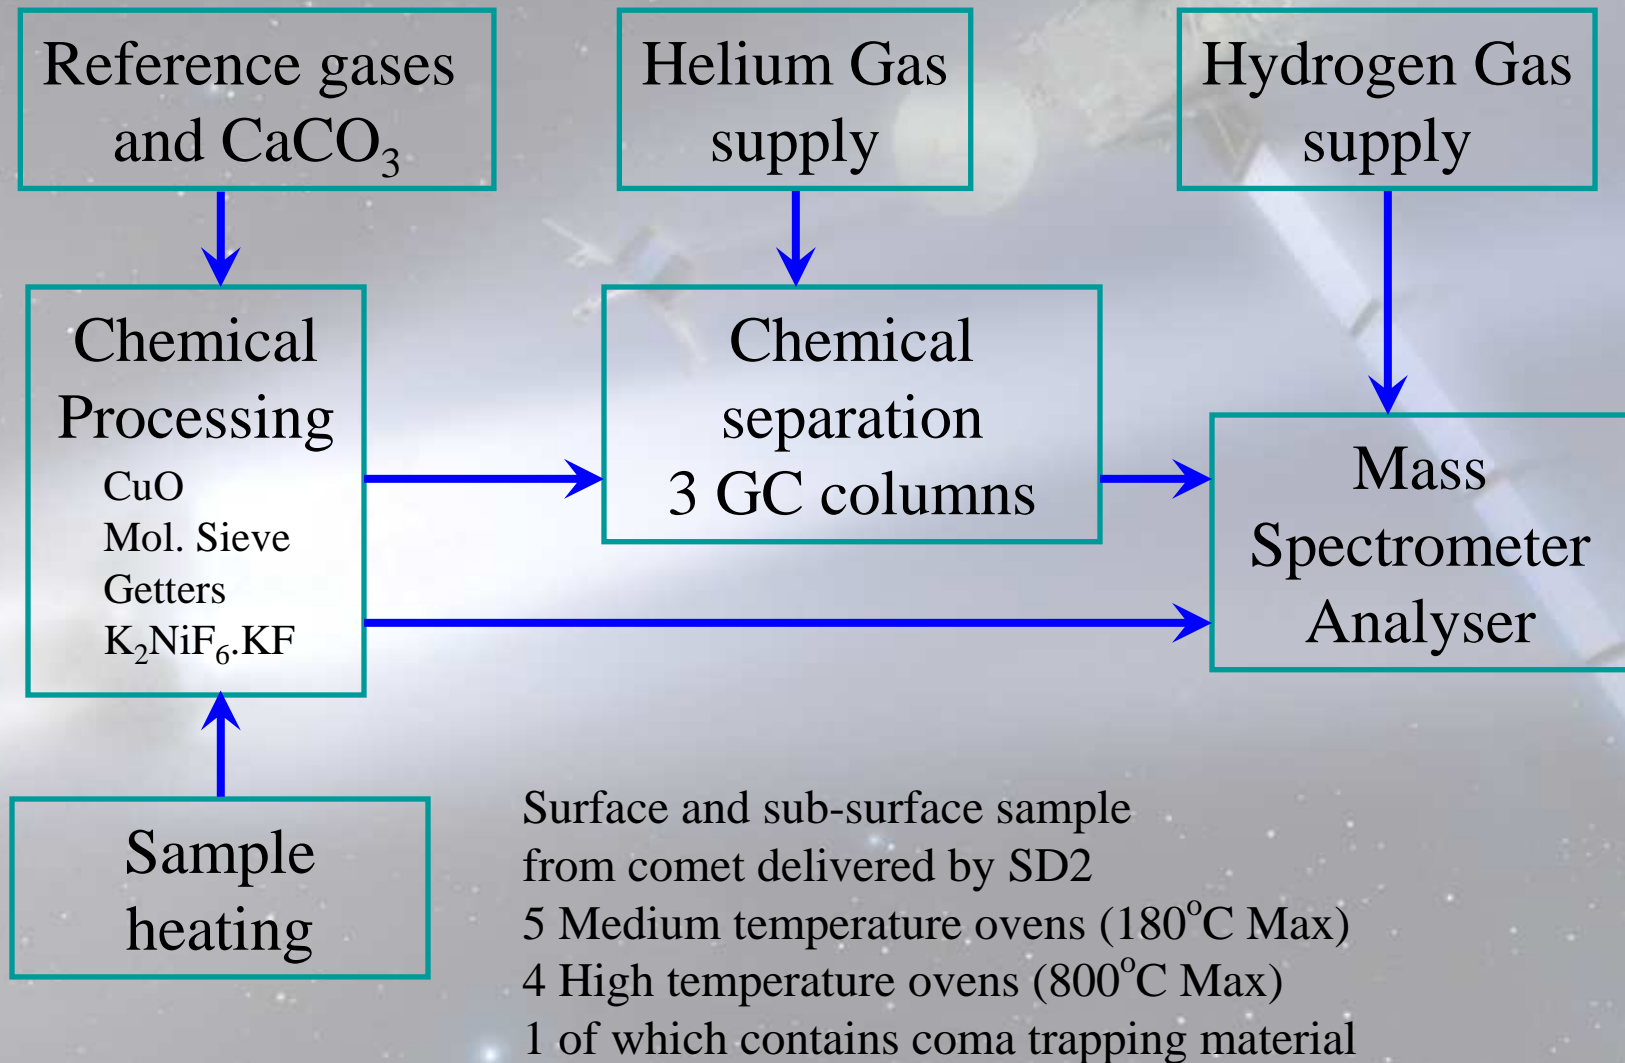 Reference gases
and CaCO₃
Helium Gas
supply
Hydrogen Gas
supply
Chemical
Processing
CuO
Mol. Sieve
Getters
K₂NiF₆.KF
Chemical
separation
3 GC columns
Mass
Spectrometer
Analyser
Sample
heating
Surface and sub-surface sample
from comet delivered by SD2
5 Medium temperature ovens (180°C Max)
4 High temperature ovens (800°C Max)
1 of which contains coma trapping material